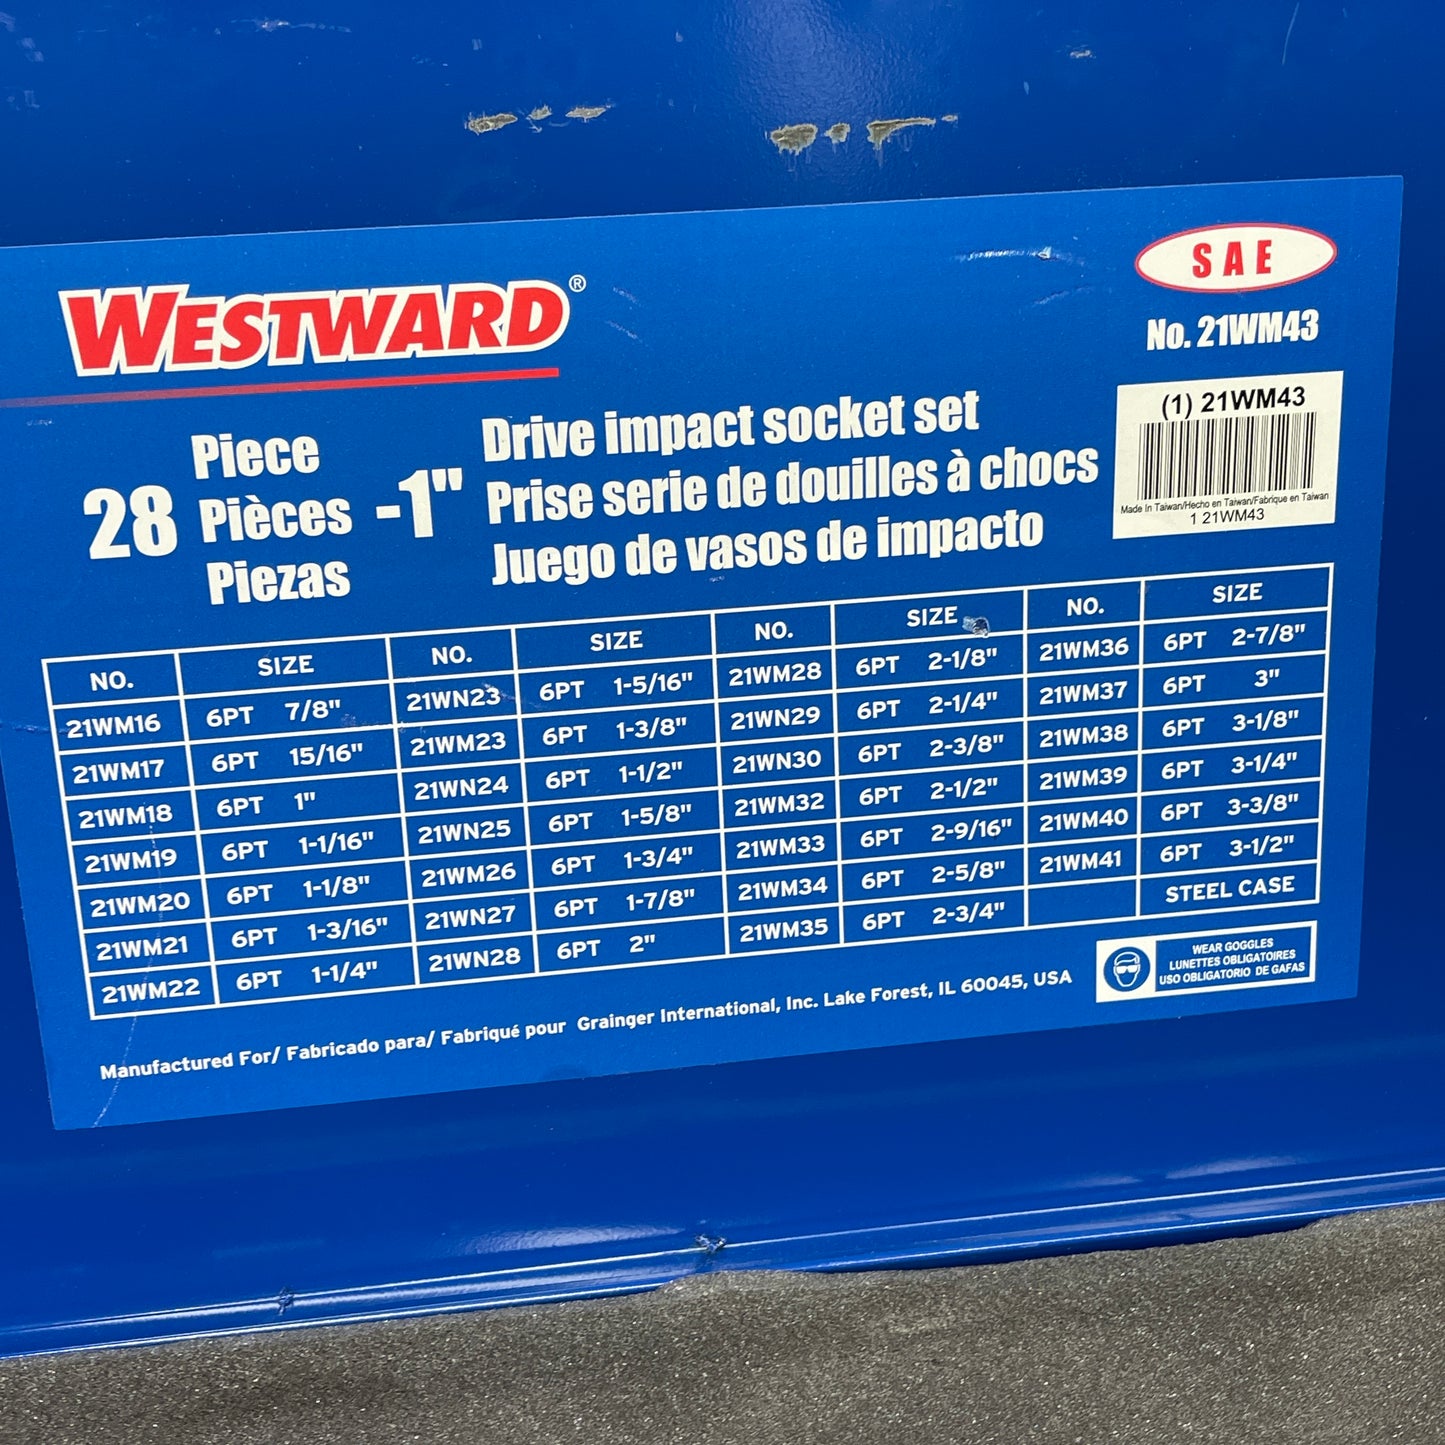 WESTWARD®
SAE
No. 21WM43
(1) 21WM43
Made In Taiwan/Hecho en Taiwan/Fabrique en Taiwan
1 21WM43
28 Piece Pièces Piezas -1"
Drive impact socket set
Prise serie de douilles à chocs
Juego de vasos de impacto
NO. SIZE
21WM16 6PT 7/8"
21WM17 6PT 15/16"
21WM18 6PT 1"
21WM19 6PT 1-1/16"
21WM20 6PT 1-1/8"
21WM21 6PT 1-3/16"
21WM22 6PT 1-1/4"
NO. SIZE
21WN23 6PT 1-5/16"
21WM23 6PT 1-3/8"
21WN24 6PT 1-1/2"
21WN25 6PT 1-5/8"
21WM26 6PT 1-3/4"
21WN27 6PT 1-7/8"
21WN28 6PT 2"
NO. SIZE
21WM28 6PT 2-1/8"
21WN29 6PT 2-1/4"
21WN30 6PT 2-3/8"
21WM32 6PT 2-1/2"
21WM33 6PT 2-9/16"
21WM34 6PT 2-5/8"
21WM35 6PT 2-3/4"
NO. SIZE
21WM36 6PT 2-7/8"
21WM37 6PT 3"
21WM38 6PT 3-1/8"
21WM39 6PT 3-1/4"
21WM40 6PT 3-3/8"
21WM41 6PT 3-1/2"
STEEL CASE
WEAR GOGGLES
LUNETTES OBLIGATOIRES
USO OBLIGATORIO DE GAFAS
Manufactured For/ Fabricado para/ Fabriqué pour Grainger International, Inc. Lake Forest, IL 60045, USA